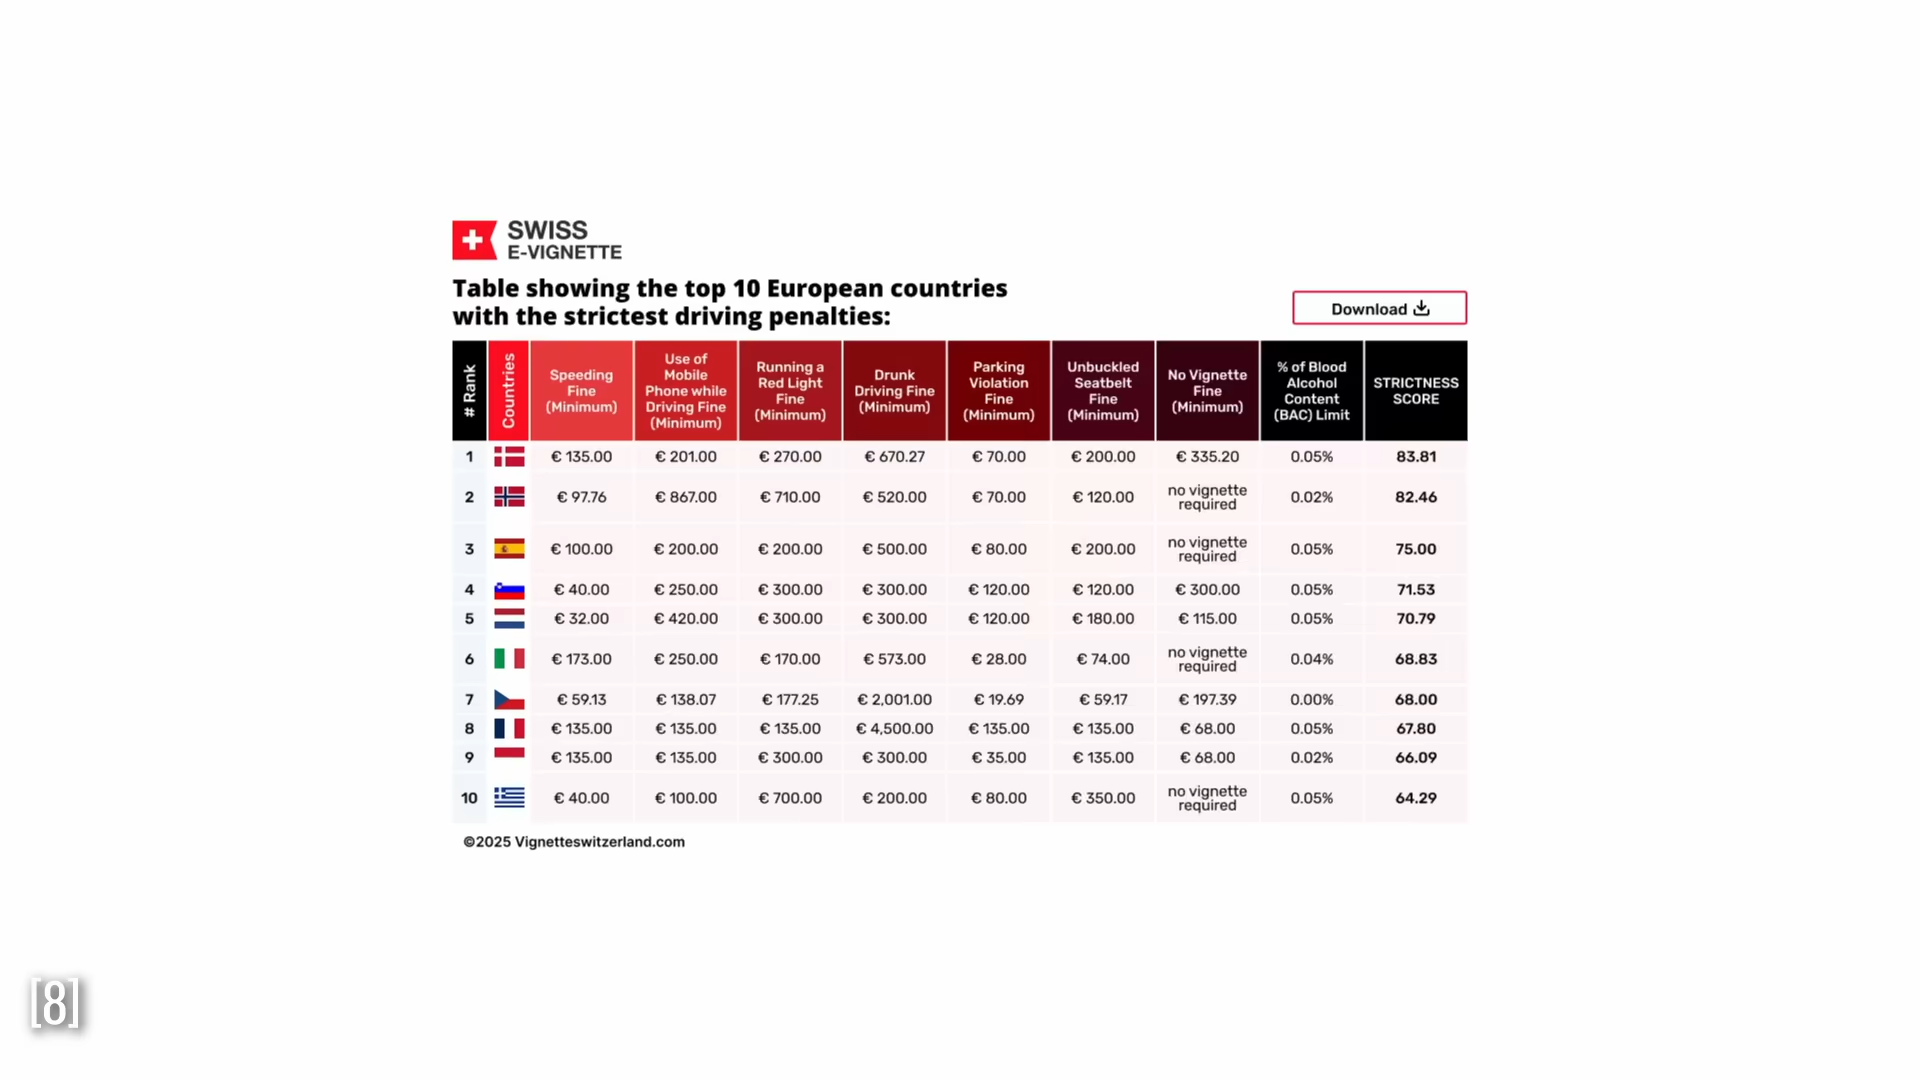 SWISS
E-VIGNETTE
Table showing the top 10 European countries
with the strictest driving penalties:
Download
# Rank
Countries
Speeding
Fine
(Minimum)
Use of
Mobile
Phone while
Driving Fine
(Minimum)
Running a
Red Light
Fine
(Minimum)
Drunk
Driving Fine
(Minimum)
Parking
Violation
Fine
(Minimum)
Unbuckled
Seatbelt
Fine
(Minimum)
No Vignette
Fine
(Minimum)
% of Blood
Alcohol
Content
(BAC) Limit
STRICTNESS
SCORE
1 € 135.00 € 201.00 € 270.00 € 670.27 € 70.00 € 200.00 € 335.20 0.05% 83.81
2 € 97.76 € 867.00 € 710.00 € 520.00 € 70.00 € 120.00 no vignette
required 0.02% 82.46
3 € 100.00 € 200.00 € 200.00 € 500.00 € 80.00 € 200.00 no vignette
required 0.05% 75.00
4 € 40.00 € 250.00 € 300.00 € 300.00 € 120.00 € 120.00 € 300.00 0.05% 71.53
5 € 32.00 € 420.00 € 300.00 € 300.00 € 120.00 € 180.00 € 115.00 0.05% 70.79
6 € 173.00 € 250.00 € 170.00 € 573.00 € 28.00 € 74.00 no vignette
required 0.04% 68.83
7 € 59.13 € 138.07 € 177.25 € 2,001.00 € 19.69 € 59.17 € 197.39 0.00% 68.00
8 € 135.00 € 135.00 € 135.00 € 4,500.00 € 135.00 € 135.00 € 68.00 0.05% 67.80
9 € 135.00 € 135.00 € 300.00 € 300.00 € 35.00 € 135.00 € 68.00 0.02% 66.09
10 € 40.00 € 100.00 € 700.00 € 200.00 € 80.00 € 350.00 no vignette
required 0.05% 64.29
©2025 Vignetteswitzerland.com
[8]